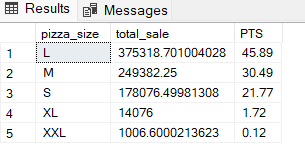 Results Messages
pizza_size total_sale PTS
1 L 375318.701004028 45.89
2 M 249382.25 30.49
3 S 178076.49981308 21.77
4 XL 14076 1.72
5 XXL 1006.6000213623 0.12